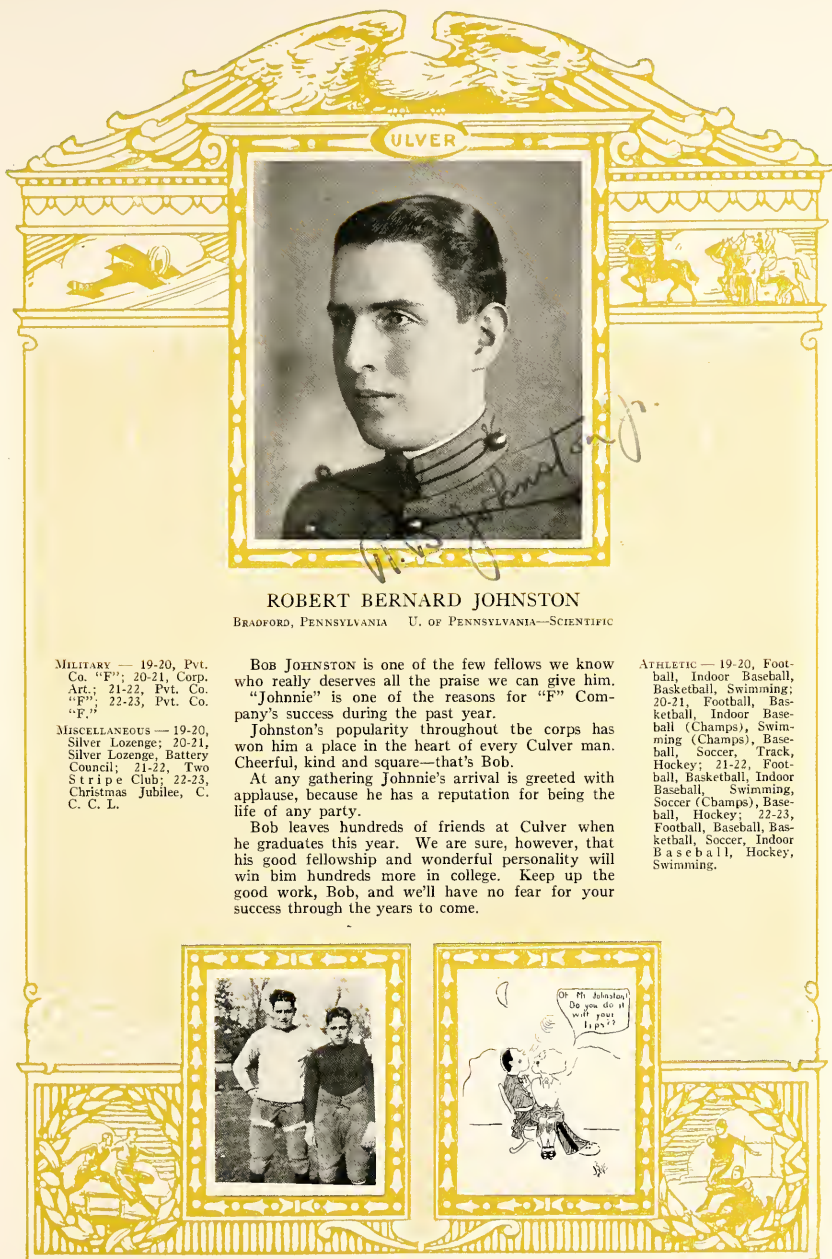 CULVER
R. B. Johnston Jr.
ROBERT BERNARD JOHNSTON
BRADFORD, PENNSYLVANIA U. OF PENNSYLVANIA—SCIENTIFIC
MILITARY — 19-20, Pvt.
Co. "F"; 20-21, Corp.
Art.; 21-22, Pvt. Co.
"F"; 22-23, Pvt. Co.
"F."
MISCELLANEOUS — 19-20,
Silver Lozenge; 20-21,
Silver Lozenge, Battery
Council; 21-22, Two
Stripe Club; 22-23,
Christmas Jubilee, C.
C. C. L.
BOB JOHNSTON is one of the few fellows we know
who really deserves all the praise we can give him.
"Johnnie" is one of the reasons for "F" Com-
pany's success during the past year.
Johnston's popularity throughout the corps has
won him a place in the heart of every Culver man.
Cheerful, kind and square—that's Bob.
At any gathering Johnnie's arrival is greeted with
applause, because he has a reputation for being the
life of any party.
Bob leaves hundreds of friends at Culver when
he graduates this year. We are sure, however, that
his good fellowship and wonderful personality will
win bim hundreds more in college. Keep up the
good work, Bob, and we'll have no fear for your
success through the years to come.
ATHLETIC — 19-20, Foot-
ball, Indoor Baseball,
Basketball, Swimming;
20-21, Football, Bas-
ketball, Indoor Base-
ball (Champs), Swim-
ming (Champs), Base-
ball, Soccer, Track,
Hockey; 21-22, Foot-
ball, Basketball, Indoor
Baseball, Swimming,
Soccer (Champs), Base-
ball, Hockey; 22-23,
Football, Baseball, Bas-
ketball, Soccer, Indoor
Baseball, Hockey,
Swimming.
Oh Mr Johnston!
Do you do it
with your
lips??